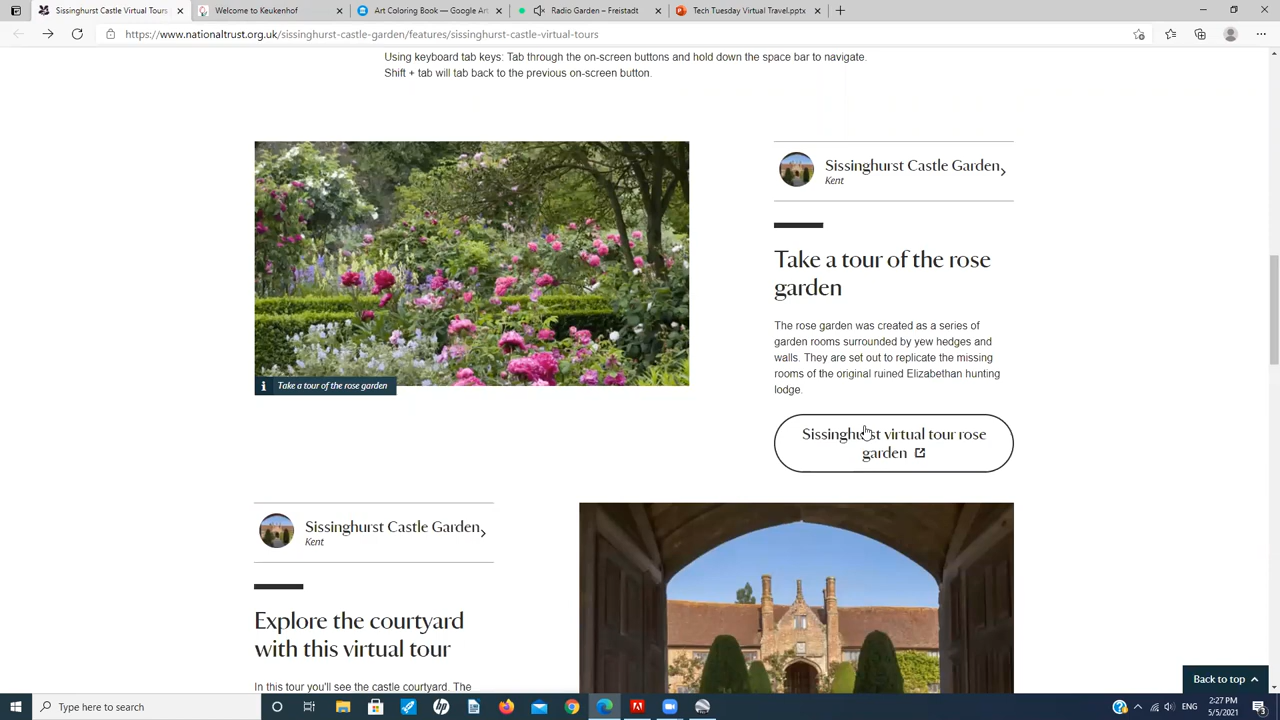 Sissinghurst Castle Virtual Tours
Welcome to Keukenhof
Art Coloring Book — Google Art
Radio Garden – Freistadt
Tech Tuesday Virtual Travel.pptx
https://www.nationaltrust.org.uk/sissinghurst-castle-garden/features/sissinghurst-castle-virtual-tours
Using keyboard tab keys: Tab through the on-screen buttons and hold down the space bar to navigate.
Shift + tab will tab back to the previous on-screen button.
Sissinghurst Castle Garden
Kent
Take a tour of the rose
garden
The rose garden was created as a series of
garden rooms surrounded by yew hedges and
walls. They are set out to replicate the missing
rooms of the original ruined Elizabethan hunting
lodge.
i Take a tour of the rose garden
Sissinghurst virtual tour rose
garden
Sissinghurst Castle Garden
Kent
Explore the courtyard
with this virtual tour
In this tour you'll see the castle courtyard. The
Back to top
Type here to search
ENG
2:27 PM
5/5/2021
3